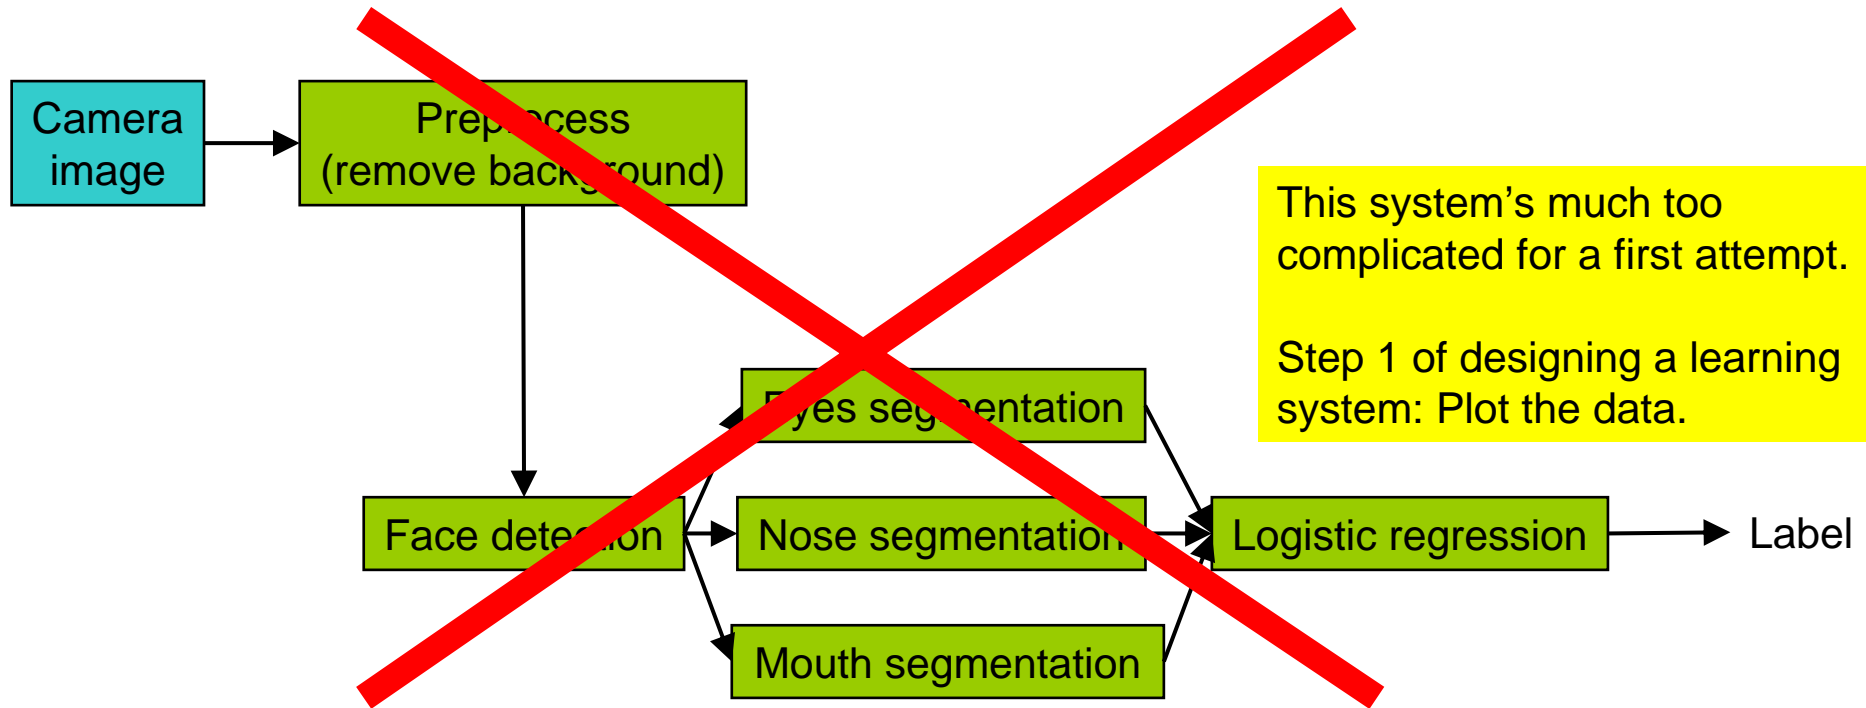 Camera
image
Preprocess
(remove background)
This system’s much too
complicated for a first attempt.
Step 1 of designing a learning
system: Plot the data.
Eyes segmentation
Face detection
Nose segmentation
Logistic regression
Label
Mouth segmentation